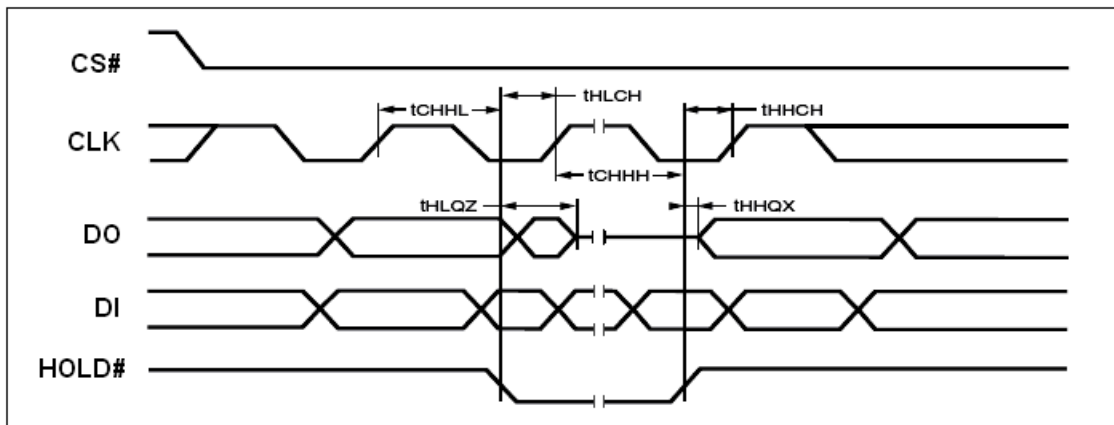 CS#
tCHHL
tHLCH
tHHCH
CLK
tCHHH
tHLQZ
tHHQX
DO
DI
HOLD#